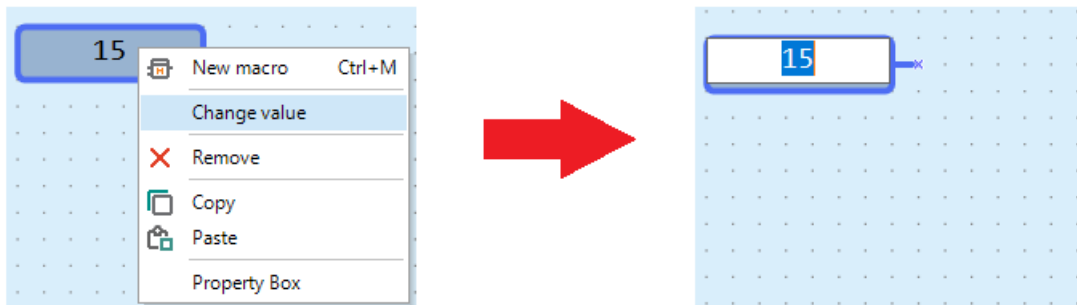 15
New macro Ctrl+M
Change value
Remove
Copy
Paste
Property Box
15